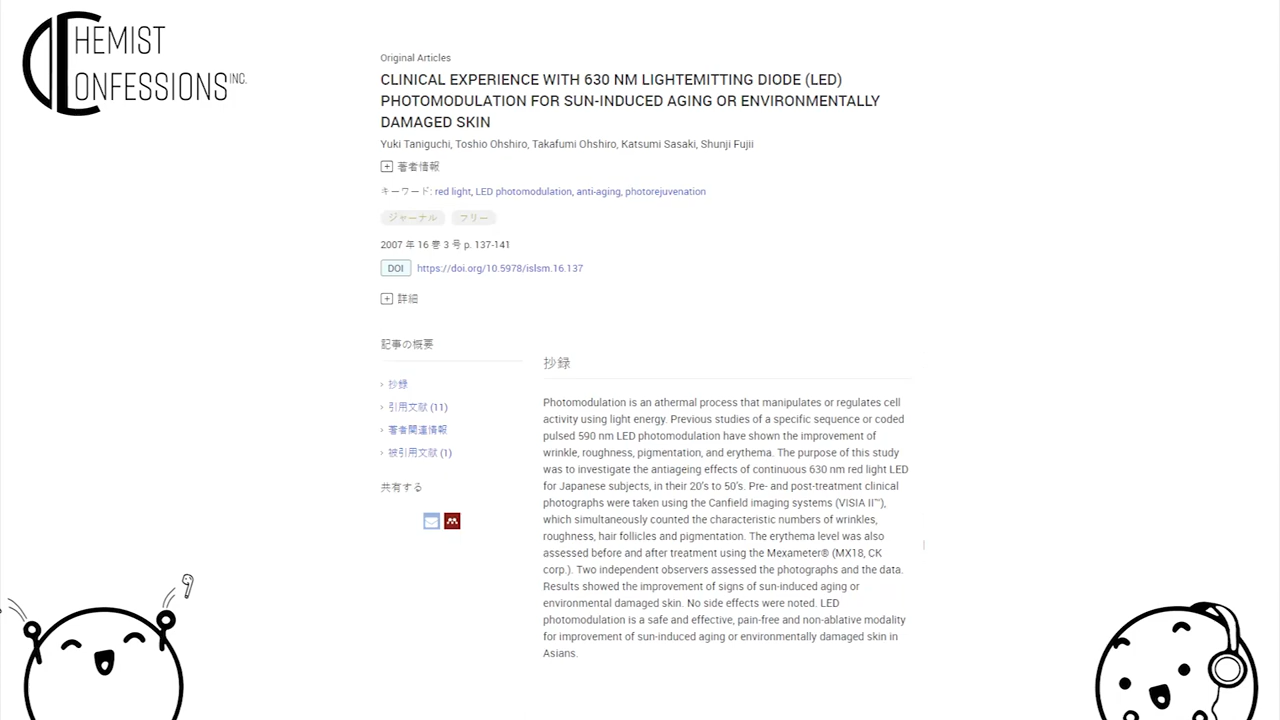 CHEMIST
CONFESSIONS INC.
Original Articles
CLINICAL EXPERIENCE WITH 630 NM LIGHTEMITTING DIODE (LED)
PHOTOMODULATION FOR SUN-INDUCED AGING OR ENVIRONMENTALLY
DAMAGED SKIN
Yuki Taniguchi, Toshio Ohshiro, Takafumi Ohshiro, Katsumi Sasaki, Shunji Fujii
著者情報
キーワード: red light, LED photomodulation, anti-aging, photorejuvenation
ジャーナル フリー
2007 年 16 巻 3 号 p. 137-141
DOI https://doi.org/10.5978/islsm.16.137
詳細
記事の概要
抄録
引用文献 (11)
著者関連情報
被引用文献 (1)
共有する
抄録
Photomodulation is an athermal process that manipulates or regulates cell
activity using light energy. Previous studies of a specific sequence or coded
pulsed 590 nm LED photomodulation have shown the improvement of
wrinkle, roughness, pigmentation, and erythema. The purpose of this study
was to investigate the antiageing effects of continuous 630 nm red light LED
for Japanese subjects, in their 20's to 50's. Pre- and post-treatment clinical
photographs were taken using the Canfield imaging systems (VISIA II™),
which simultaneously counted the characteristic numbers of wrinkles,
roughness, hair follicles and pigmentation. The erythema level was also
assessed before and after treatment using the Mexameter® (MX18, CK
corp.). Two independent observers assessed the photographs and the data.
Results showed the improvement of signs of sun-induced aging or
environmental damaged skin. No side effects were noted. LED
photomodulation is a safe and effective, pain-free and non-ablative modality
for improvement of sun-induced aging or environmentally damaged skin in
Asians.